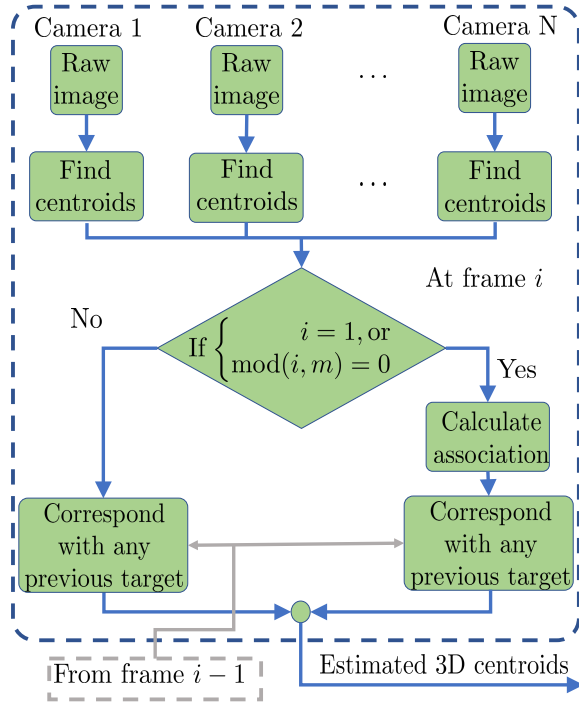 Camera 1 Camera 2 Camera N
Raw image Raw image ... Raw image
Find centroids Find centroids ... Find centroids
At frame i
No
If { i = 1, or
mod(i, m) = 0
Yes
Calculate
association
Correspond
with any
previous target
Correspond
with any
previous target
From frame i − 1
Estimated 3D centroids